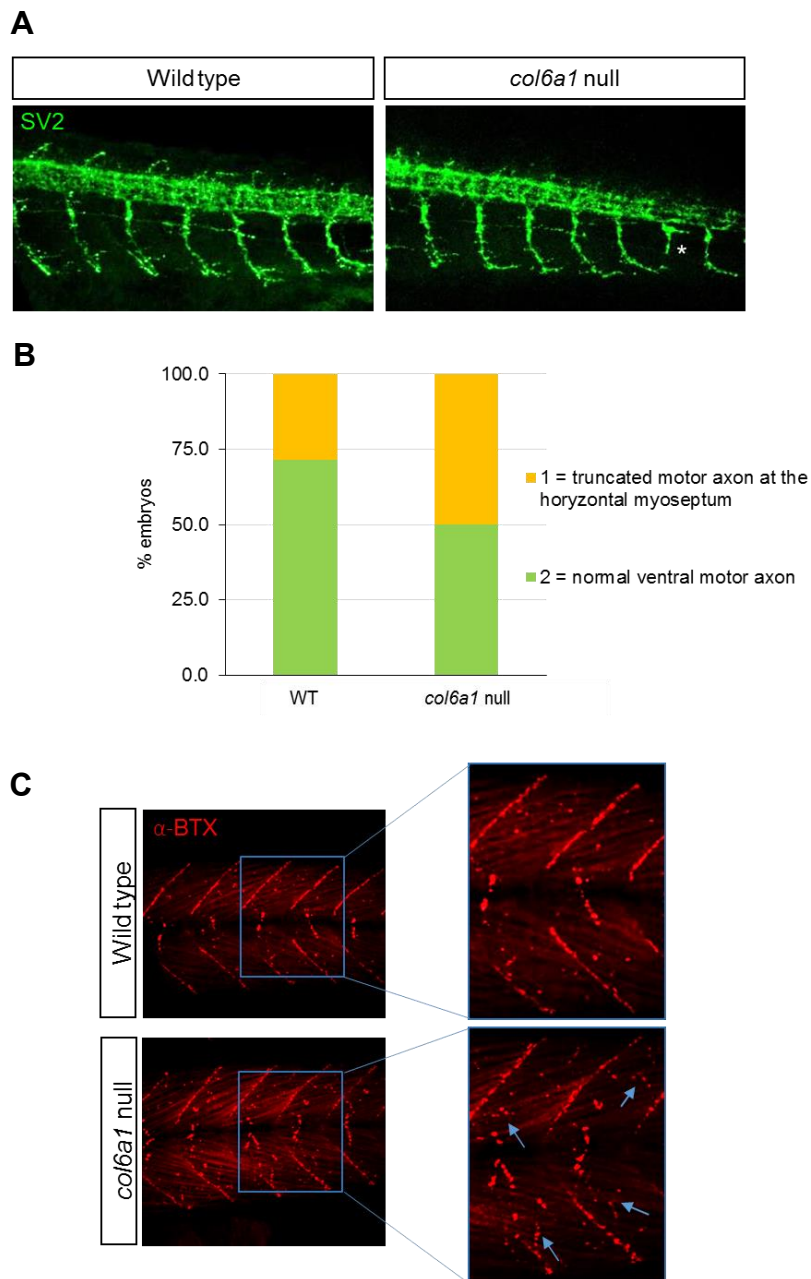 A
Wild type
col6a1 null
SV2
*
B
100.0
75.0
50.0
25.0
0.0
% embryos
WT
col6a1 null
1 = truncated motor axon at the
horyzontal myoseptum
2 = normal ventral motor axon
C
Wild type
α-BTX
col6a1 null